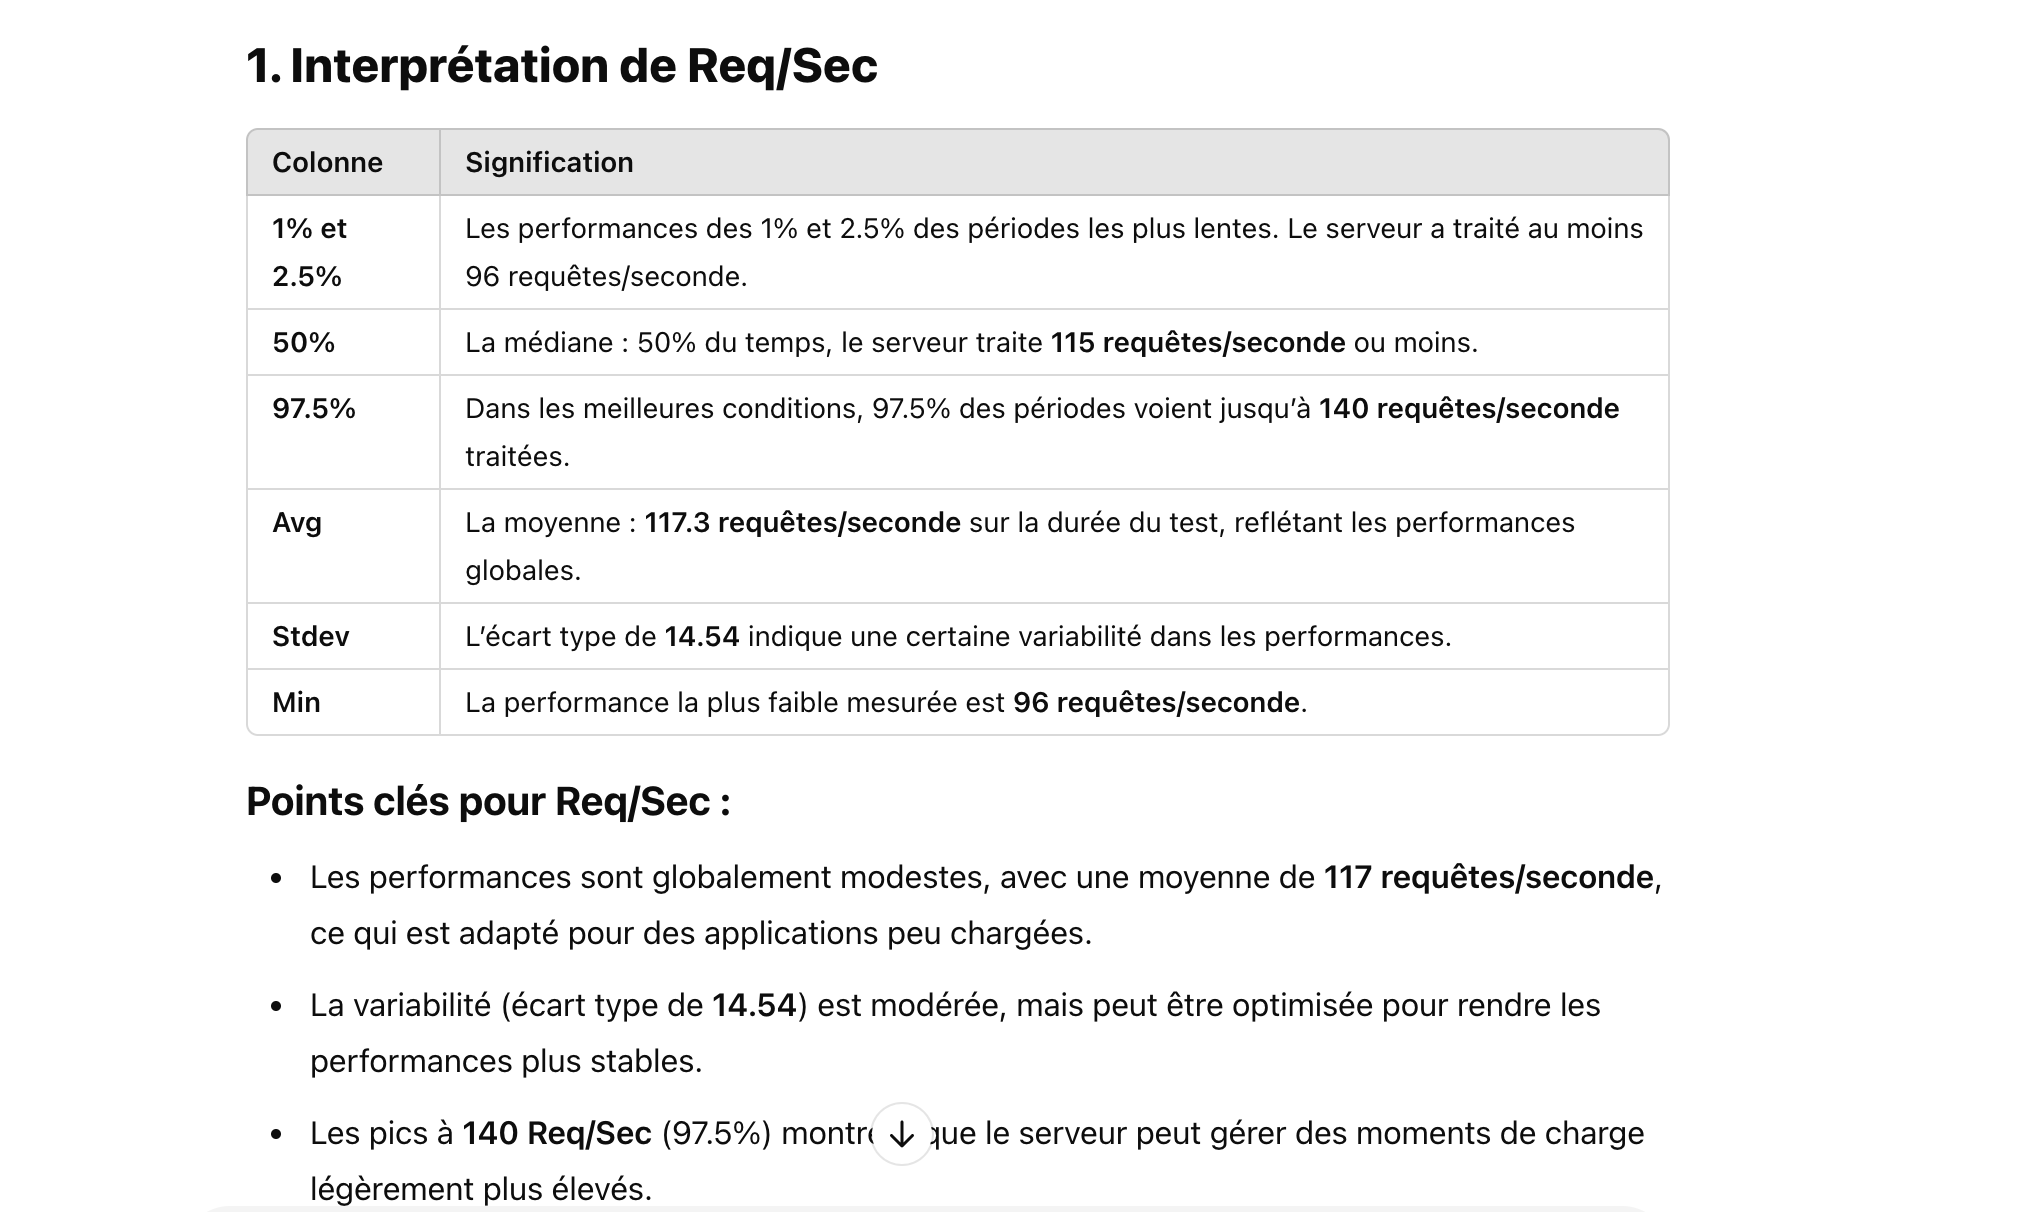 1. Interprétation de Req/Sec
Colonne
Signification
1% et
2.5%
Les performances des 1% et 2.5% des périodes les plus lentes. Le serveur a traité au moins
96 requêtes/seconde.
50%
La médiane : 50% du temps, le serveur traite 115 requêtes/seconde ou moins.
97.5%
Dans les meilleures conditions, 97.5% des périodes voient jusqu’à 140 requêtes/seconde
traitées.
Avg
La moyenne : 117.3 requêtes/seconde sur la durée du test, reflétant les performances
globales.
Stdev
L’écart type de 14.54 indique une certaine variabilité dans les performances.
Min
La performance la plus faible mesurée est 96 requêtes/seconde.
Points clés pour Req/Sec :
• Les performances sont globalement modestes, avec une moyenne de 117 requêtes/seconde,
ce qui est adapté pour des applications peu chargées.
• La variabilité (écart type de 14.54) est modérée, mais peut être optimisée pour rendre les
performances plus stables.
• Les pics à 140 Req/Sec (97.5%) que le serveur peut gérer des moments de charge
légèrement plus élevés.